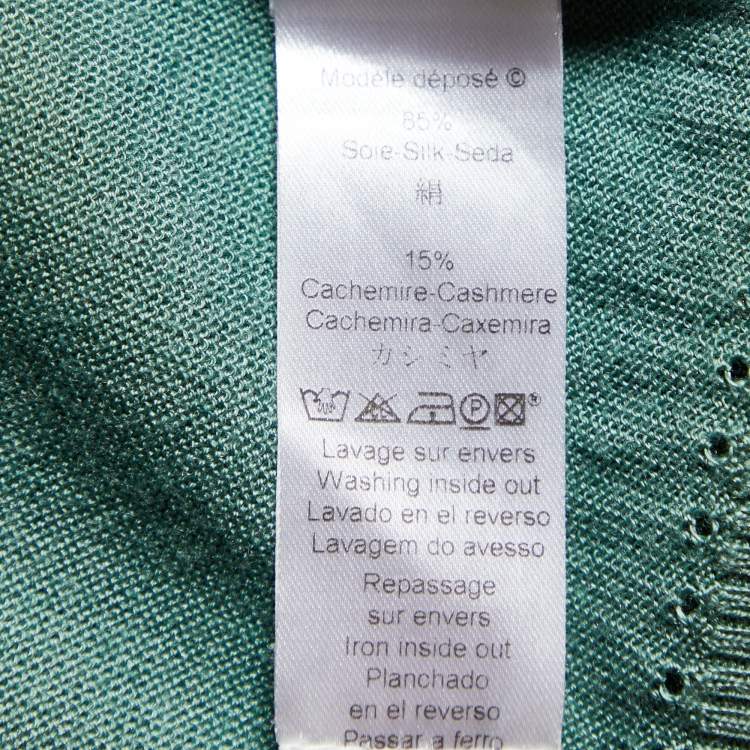 Modèle déposé ©
85%
Soie-Silk-Seda
絹
15%
Cachemire-Cashmere
Cachemira-Caxemira
カシミヤ
P
Lavage sur envers
Washing inside out
Lavado en el reverso
Lavagem do avesso
Repassage
sur envers
Iron inside out
Planchado
en el reverso
Passar a ferro